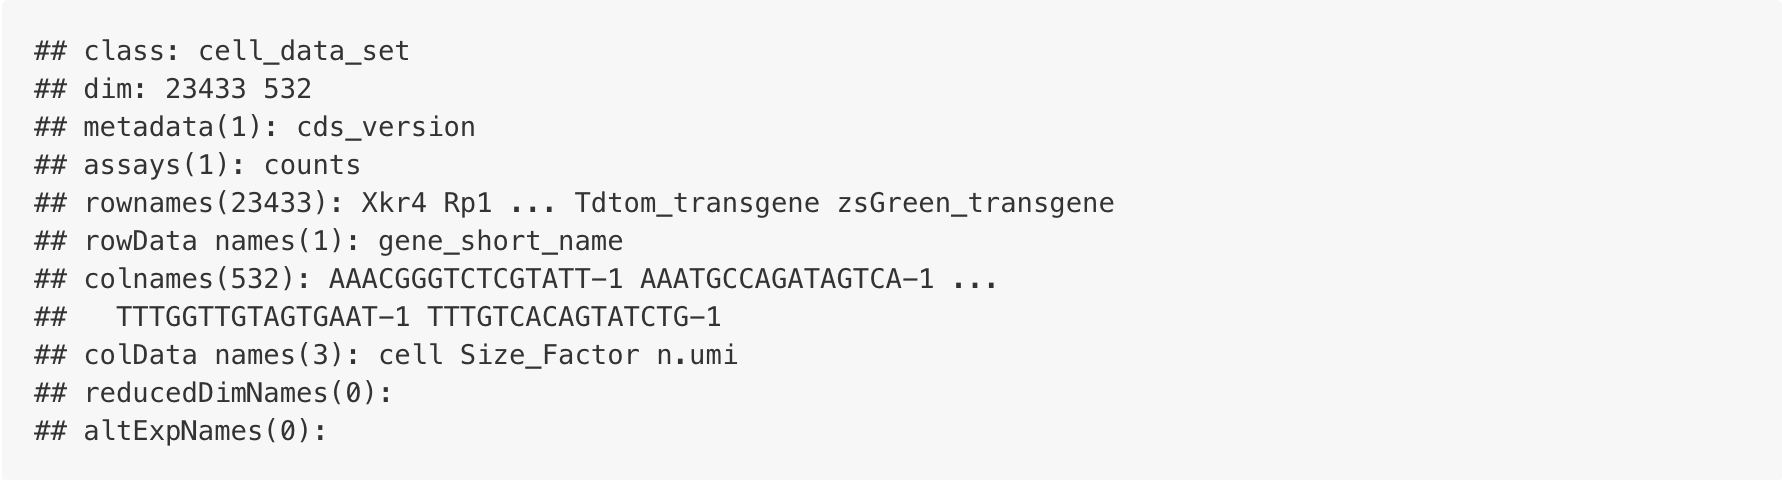 ## class: cell_data_set
## dim: 23433 532
## metadata(1): cds_version
## assays(1): counts
## rownames(23433): Xkr4 Rp1 ... Tdtom_transgene zsGreen_transgene
## rowData names(1): gene_short_name
## colnames(532): AAACGGGTCTCGTATT-1 AAATGCCAGATAGTCA-1 ...
##   TTTGGTTGTAGTGAAT-1 TTTGTCACAGTATCTG-1
## colData names(3): cell Size_Factor n.umi
## reducedDimNames(0):
## altExpNames(0):